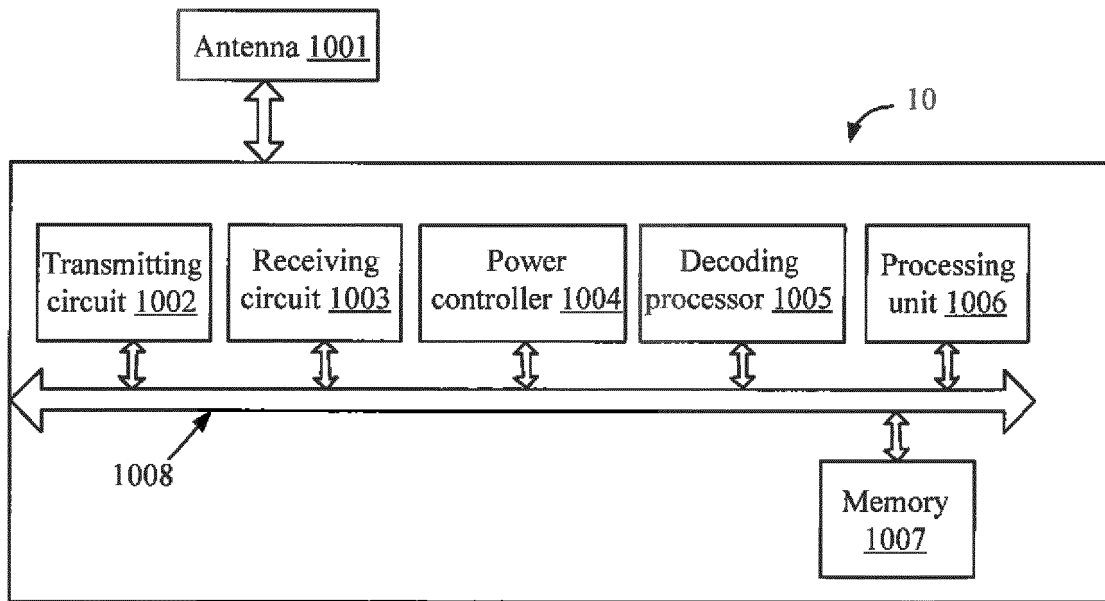 Antenna 1001
10
Transmitting
circuit 1002
Receiving
circuit 1003
Power
controller 1004
Decoding
processor 1005
Processing
unit 1006
1008
Memory
1007